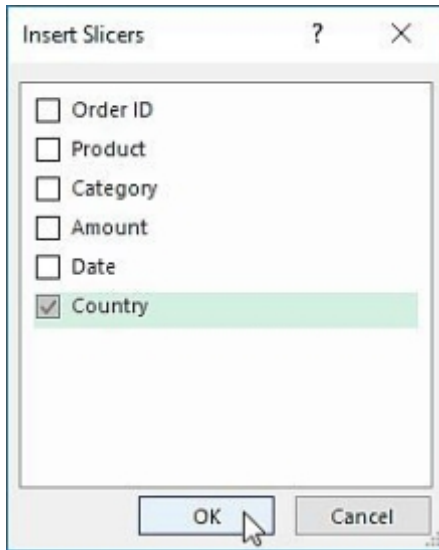 Insert Slicers ?
Order ID
Product
Category
Amount
Date
Country
OK Cancel